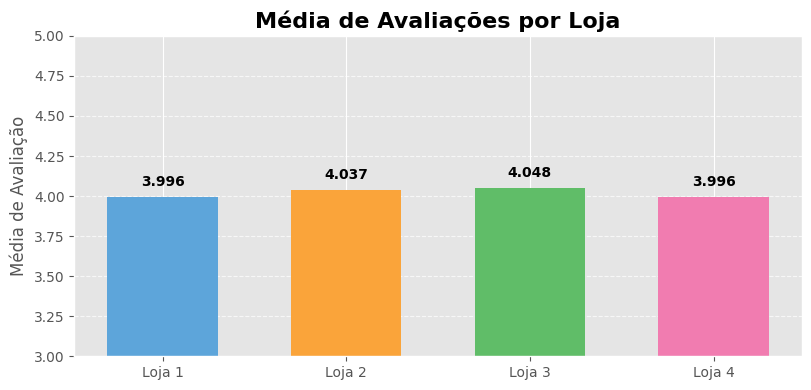 Média de Avaliações por Loja
Média de Avaliação
5.00
4.75
4.50
4.25
4.00
3.75
3.50
3.25
3.00
3.996
4.037
4.048
3.996
Loja 1
Loja 2
Loja 3
Loja 4